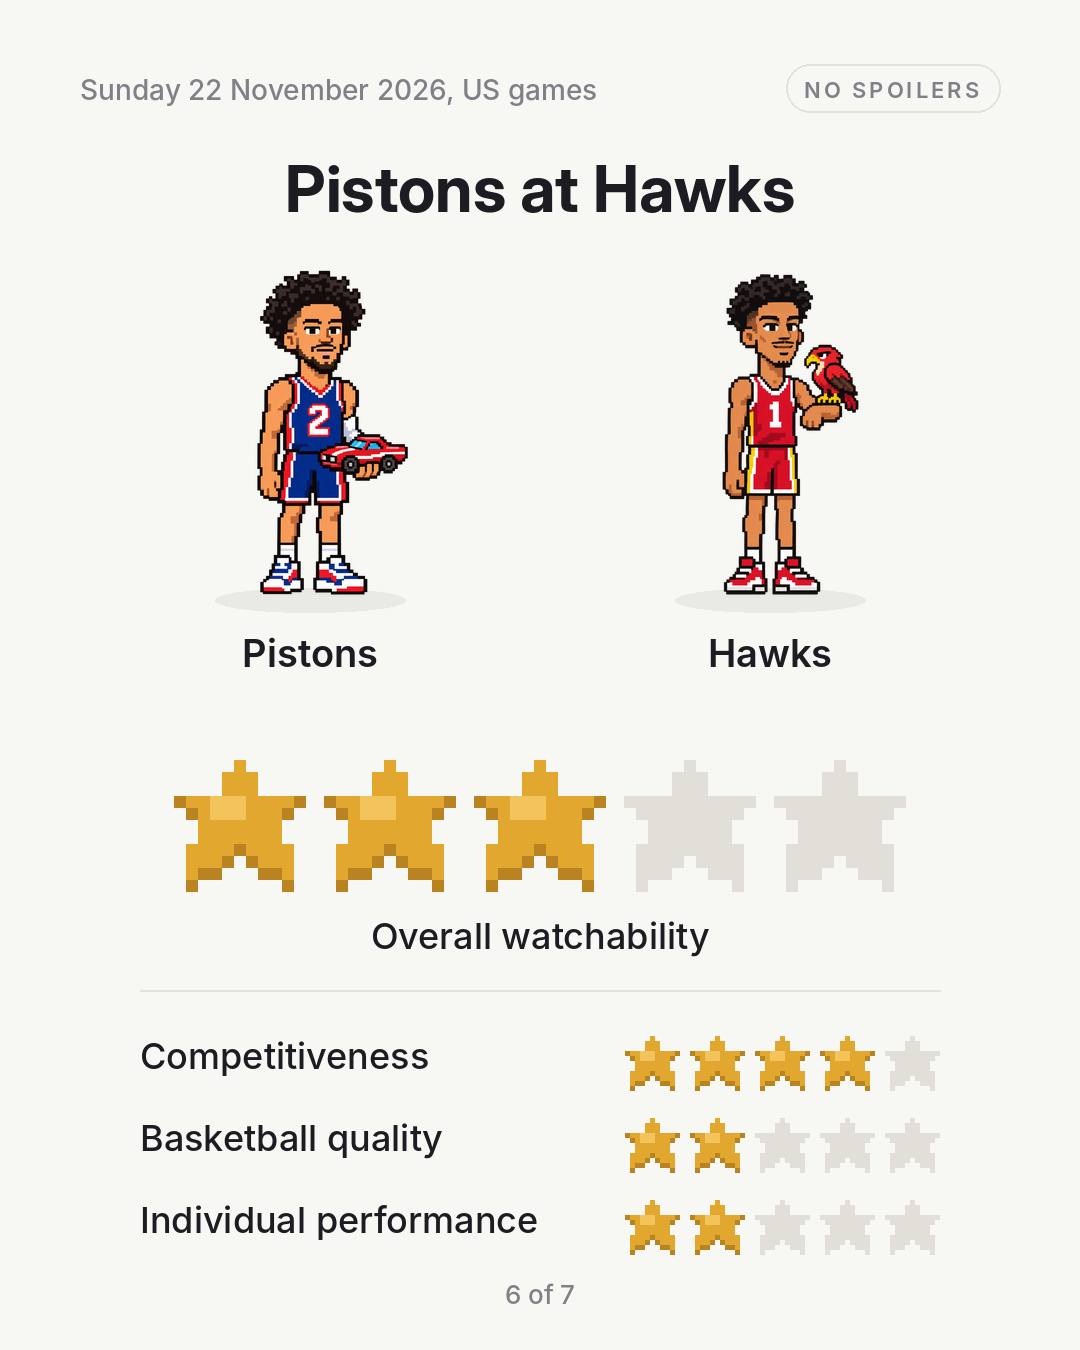 Sunday 22 November 2026, US games
NO SPOILERS
Pistons at Hawks
2
1
Pistons
Hawks
Overall watchability
Competitiveness
Basketball quality
Individual performance
6 of 7